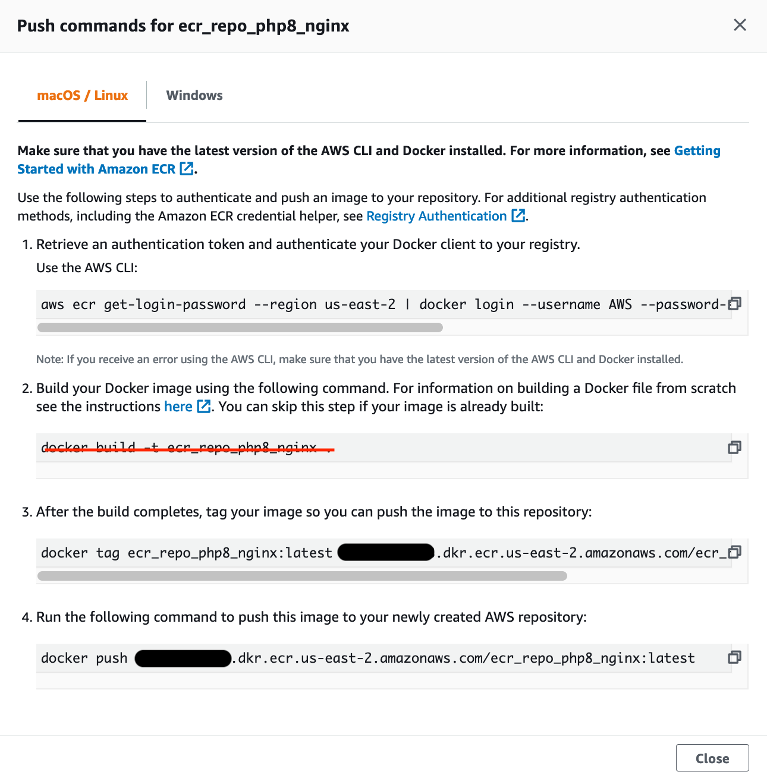 Push commands for ecr_repo_php8_nginx
macOS / Linux
Windows
Make sure that you have the latest version of the AWS CLI and Docker installed. For more information, see Getting
Started with Amazon ECR.
Use the following steps to authenticate and push an image to your repository. For additional registry authentication
methods, including the Amazon ECR credential helper, see Registry Authentication.
1. Retrieve an authentication token and authenticate your Docker client to your registry.
Use the AWS CLI:
aws ecr get-login-password --region us-east-2 | docker login --username AWS --password-
Note: If you receive an error using the AWS CLI, make sure that you have the latest version of the AWS CLI and Docker installed.
2. Build your Docker image using the following command. For information on building a Docker file from scratch
see the instructions here. You can skip this step if your image is already built:
docker build -t ecr_repo_php8_nginx .
3. After the build completes, tag your image so you can push the image to this repository:
docker tag ecr_repo_php8_nginx:latest .dkr.ecr.us-east-2.amazonaws.com/ecr_
4. Run the following command to push this image to your newly created AWS repository:
docker push .dkr.ecr.us-east-2.amazonaws.com/ecr_repo_php8_nginx:latest
Close